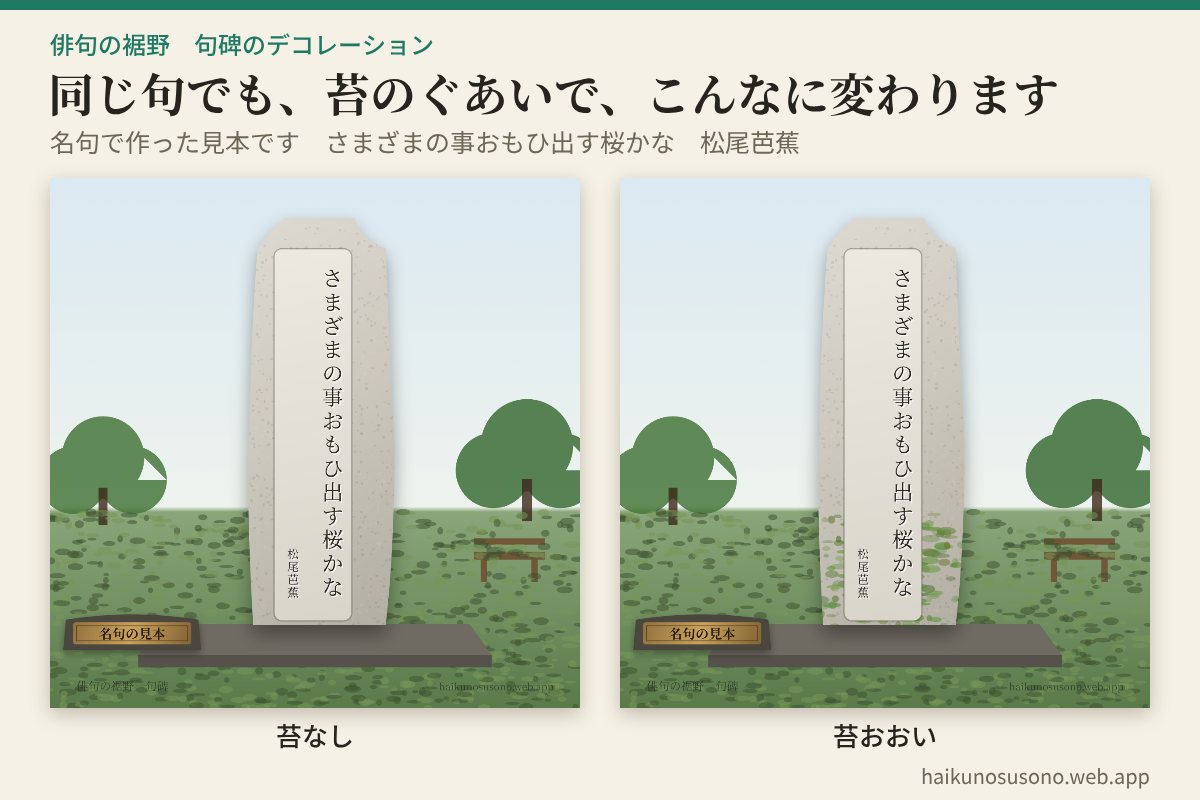 俳句の裾野　句碑のデコレーション
同じ句でも、苔のぐあいで、こんなに変わります
名句で作った見本です　さまざまの事おもひ出す桜かな　松尾芭蕉
さまざまの事おもひ出す桜かな
松尾芭蕉
名句の見本
俳句の裾野　句碑
haikunosusono.web.app
苔なし
さまざまの事おもひ出す桜かな
松尾芭蕉
名句の見本
俳句の裾野　句碑
haikunosusono.web.app
苔おおい
haikunosusono.web.app